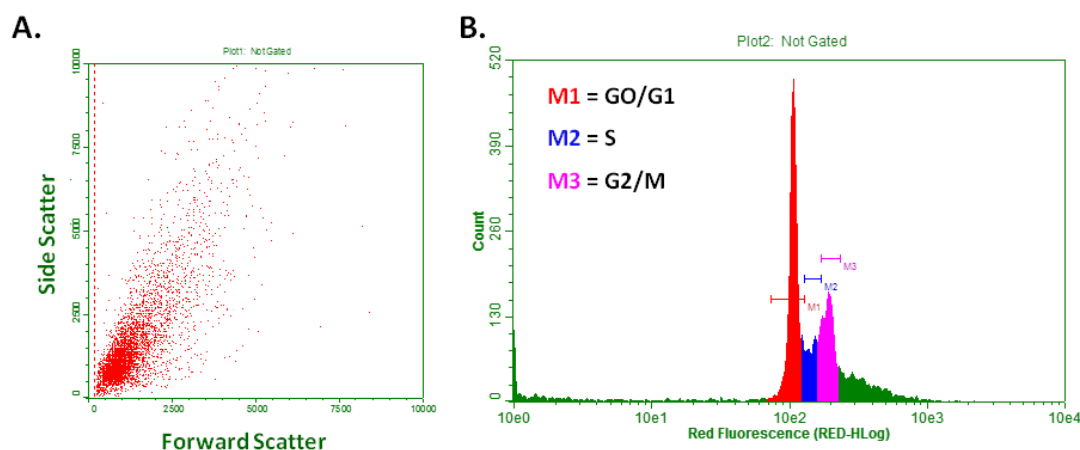 A.
Plot1: Not Gated
10000
7500
5000
2500
0
Side Scatter
0 2500 5000 7500 10000
Forward Scatter
B.
Plot2: Not Gated
520
390
260
130
0
Count
M1 = GO/G1
M2 = S
M3 = G2/M
M3
M2
M1
10e0 10e1 10e2 10e3 10e4
Red Fluorescence (RED-HLog)